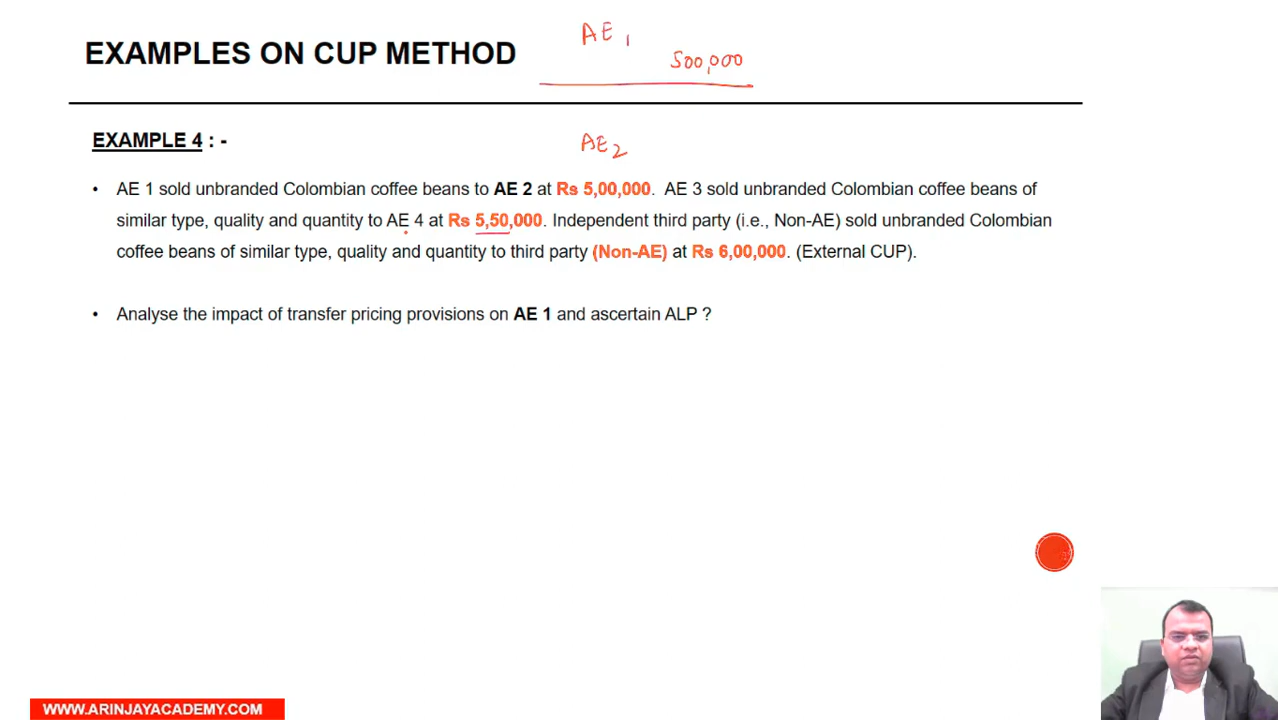 EXAMPLES ON CUP METHOD
AE 1
500,000
EXAMPLE 4 : -
AE 2
• AE 1 sold unbranded Colombian coffee beans to AE 2 at Rs 5,00,000. AE 3 sold unbranded Colombian coffee beans of
similar type, quality and quantity to AE 4 at Rs 5,50,000. Independent third party (i.e., Non-AE) sold unbranded Colombian
coffee beans of similar type, quality and quantity to third party (Non-AE) at Rs 6,00,000. (External CUP).
• Analyse the impact of transfer pricing provisions on AE 1 and ascertain ALP ?
WWW.ARINJAYACADEMY.COM